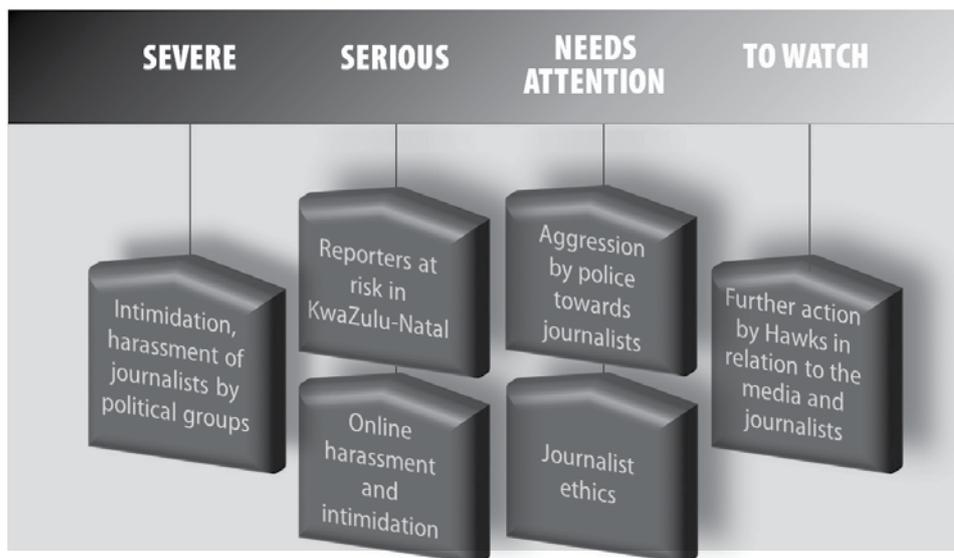 SEVERE
SERIOUS
NEEDS
ATTENTION
TO WATCH
Intimidation,
harassment of
journalists by
political groups
Reporters at
risk in
KwaZulu-Natal
Online
harassment
and
intimidation
Aggression
by police
towards
journalists
Journalist
ethics
Further action
by Hawks in
relation to the
media and
journalists